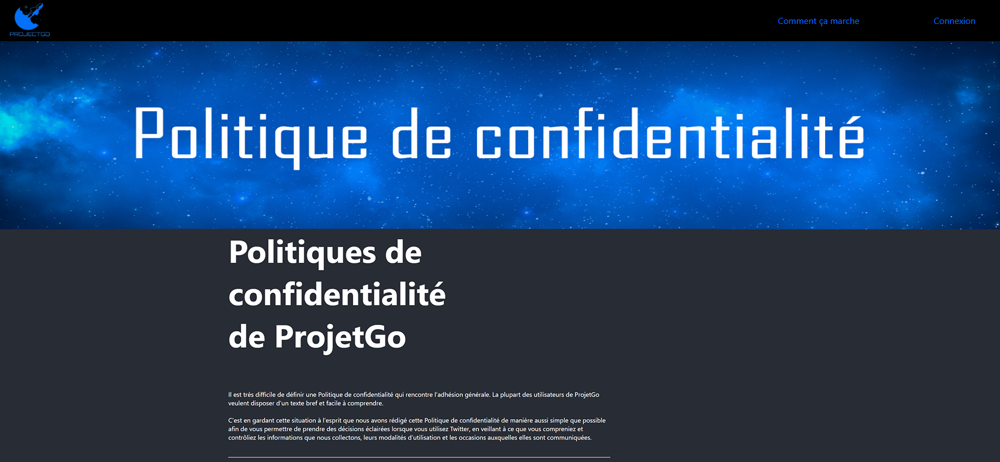 PROJECTGO
Comment ça marche
Connexion
Politique de confidentialité
Politiques de
confidentialité
de ProjetGo
Il est très difficile de définir une Politique de confidentialité qui rencontre l'adhésion générale. La plupart des utilisateurs de ProjetGo
veulent disposer d'un texte bref et facile à comprendre.
C'est en gardant cette situation à l'esprit que nous avons rédigé cette Politique de confidentialité de manière aussi simple que possible
afin de vous permettre de prendre des décisions éclairées lorsque vous utilisez Twitter, en veillant à ce que vous compreniez et
contrôliez les informations que nous collectons, leurs modalités d'utilisation et les occasions auxquelles elles sont communiquées.